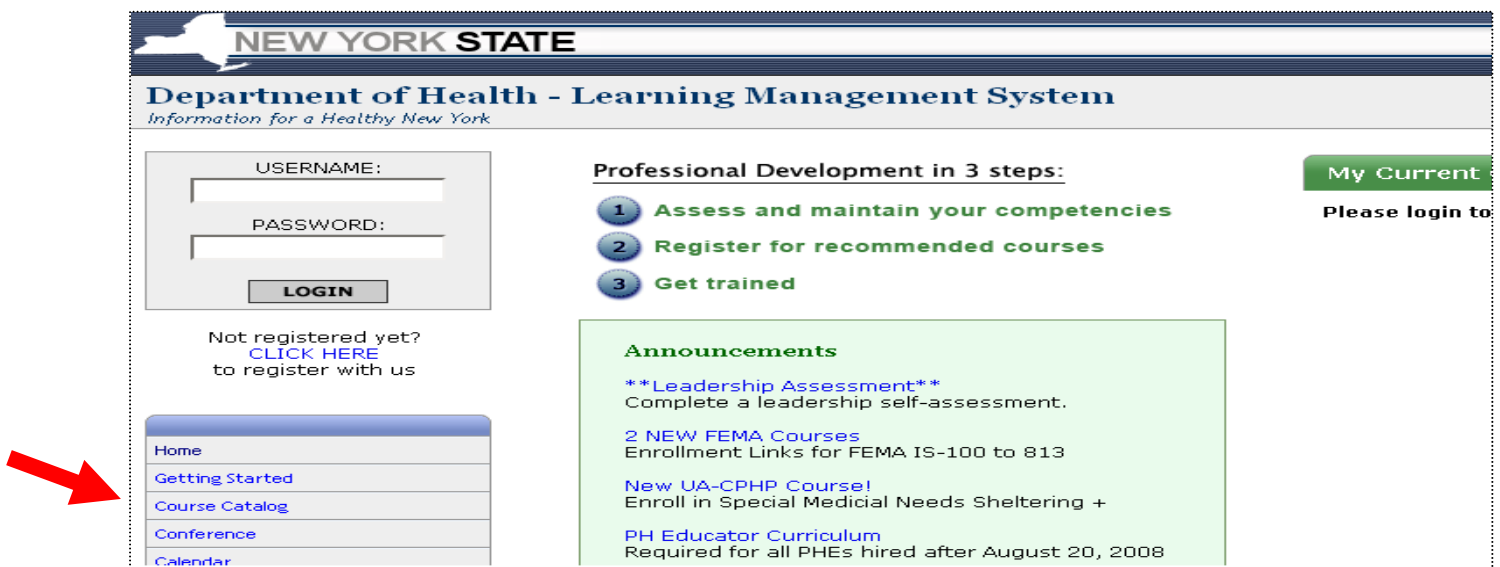 NEW YORK STATE
Department of Health - Learning Management System
Information for a Healthy New York
USERNAME:
PASSWORD:
LOGIN
Not registered yet?
CLICK HERE
to register with us
Home
Getting Started
Course Catalog
Conference
Calendar
Professional Development in 3 steps:
1 Assess and maintain your competencies
2 Register for recommended courses
3 Get trained
Announcements
**Leadership Assessment**
Complete a leadership self-assessment.
2 NEW FEMA Courses
Enrollment Links for FEMA IS-100 to 813
New UA-CPHP Course!
Enroll in Special Medicial Needs Sheltering +
PH Educator Curriculum
Required for all PHEs hired after August 20, 2008
My Current
Please login to